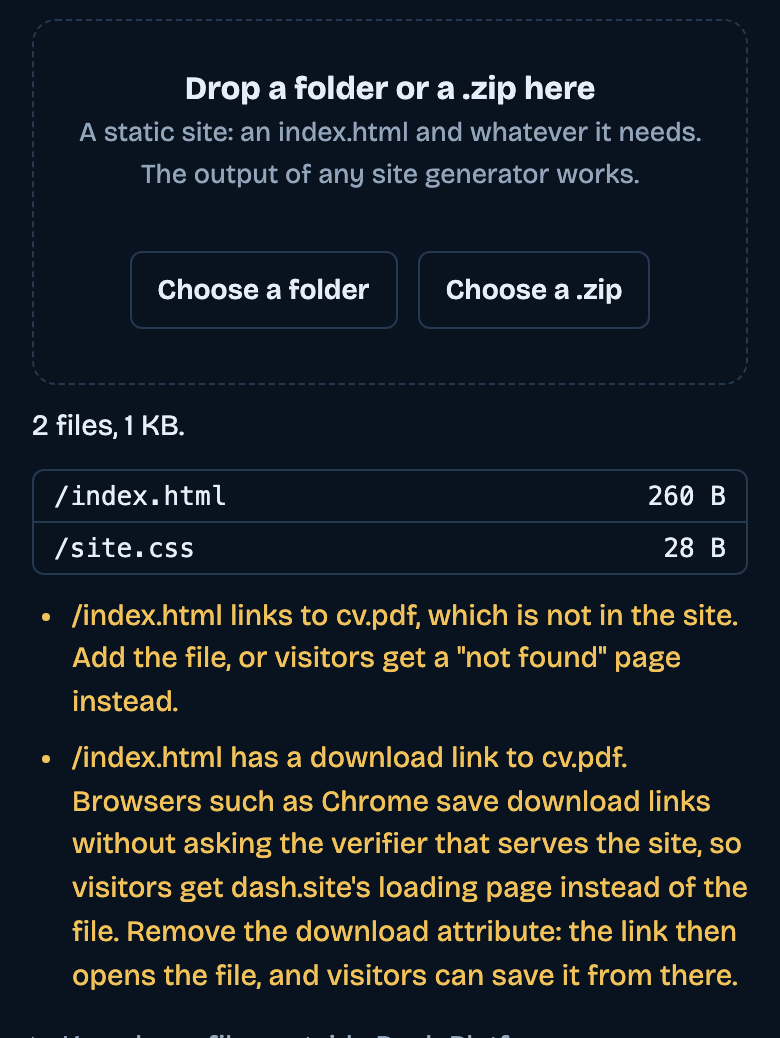 Drop a folder or a .zip here
A static site: an index.html and whatever it needs.
The output of any site generator works.
Choose a folder
Choose a .zip
2 files, 1 KB.
/index.html 260 B
/site.css 28 B
• /index.html links to cv.pdf, which is not in the site.
Add the file, or visitors get a "not found" page
instead.
• /index.html has a download link to cv.pdf.
Browsers such as Chrome save download links
without asking the verifier that serves the site, so
visitors get dash.site's loading page instead of the
file. Remove the download attribute: the link then
opens the file, and visitors can save it from there.